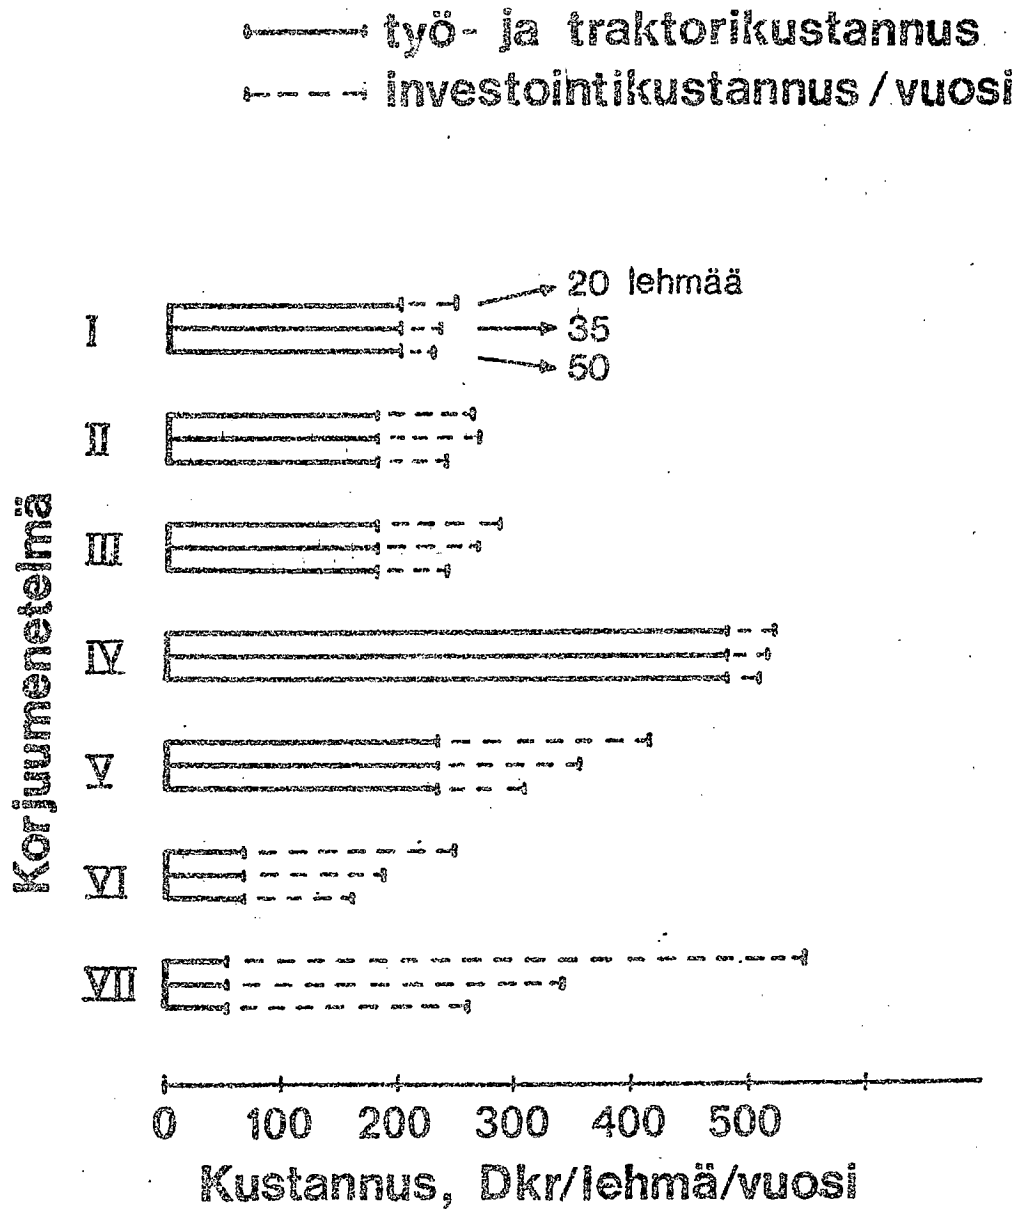 työ- ja traktorikustannus
investointikustannus/vuosi
20 lehmää
35
50
I
II
III
IV
V
VI
VII
Korjuumenetelmä
0 100 200 300 400 500
Kustannus, Dkr/lehmä/vuosi